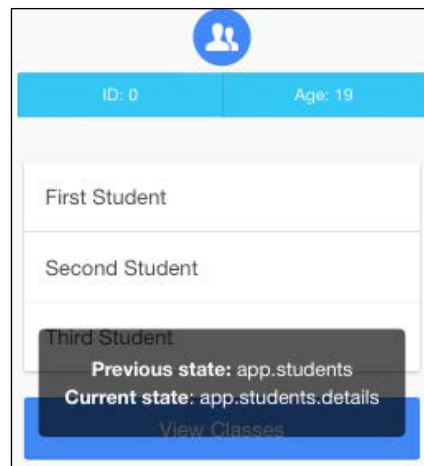 ID: 0
Age: 19
First Student
Second Student
Third Student
Previous state: app.students
Current state: app.students.details
View Classes